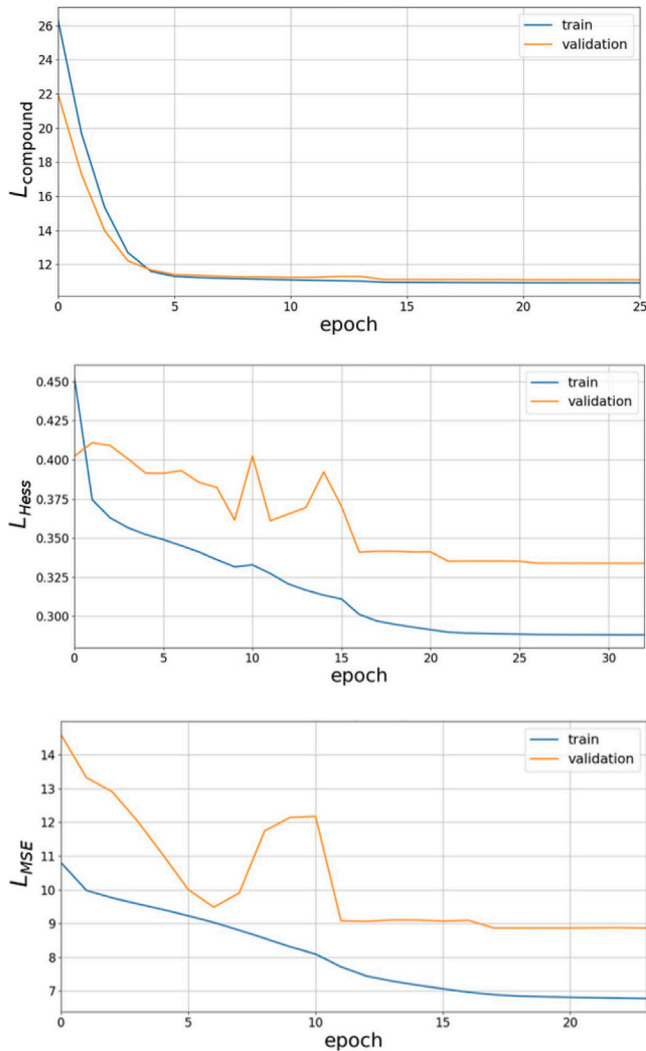 26
24
22
20
18
16
14
12
L_compound
train
validation
0 5 10 15 20 25
epoch
0.450
0.425
0.400
0.375
0.350
0.325
0.300
L_Hess
train
validation
0 5 10 15 20 25 30
epoch
14
13
12
11
10
9
8
7
L_MSE
train
validation
0 5 10 15 20
epoch